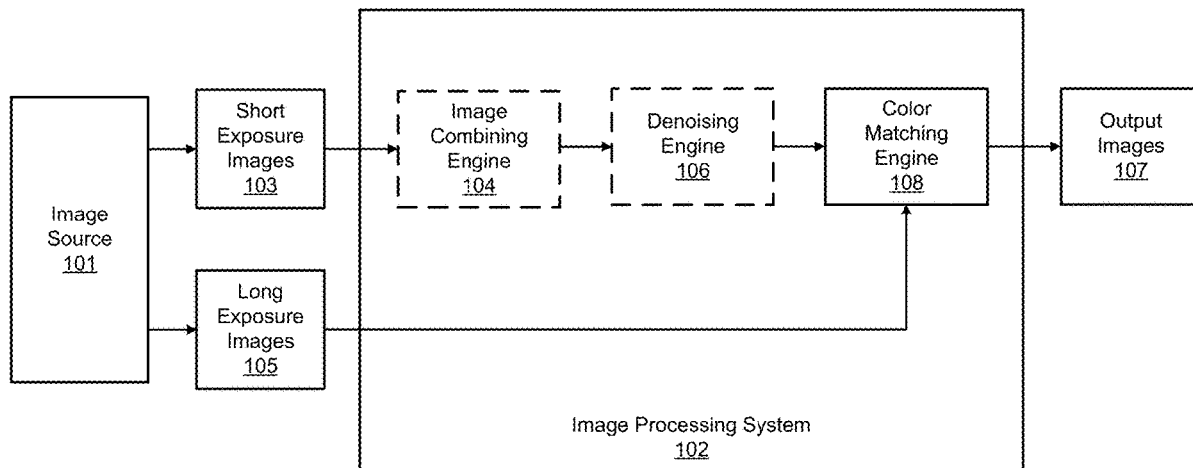 Image
Source
101
Short
Exposure
Images
103
Long
Exposure
Images
105
Image
Combining
Engine
104
Denoising
Engine
106
Color
Matching
Engine
108
Output
Images
107
Image Processing System
102